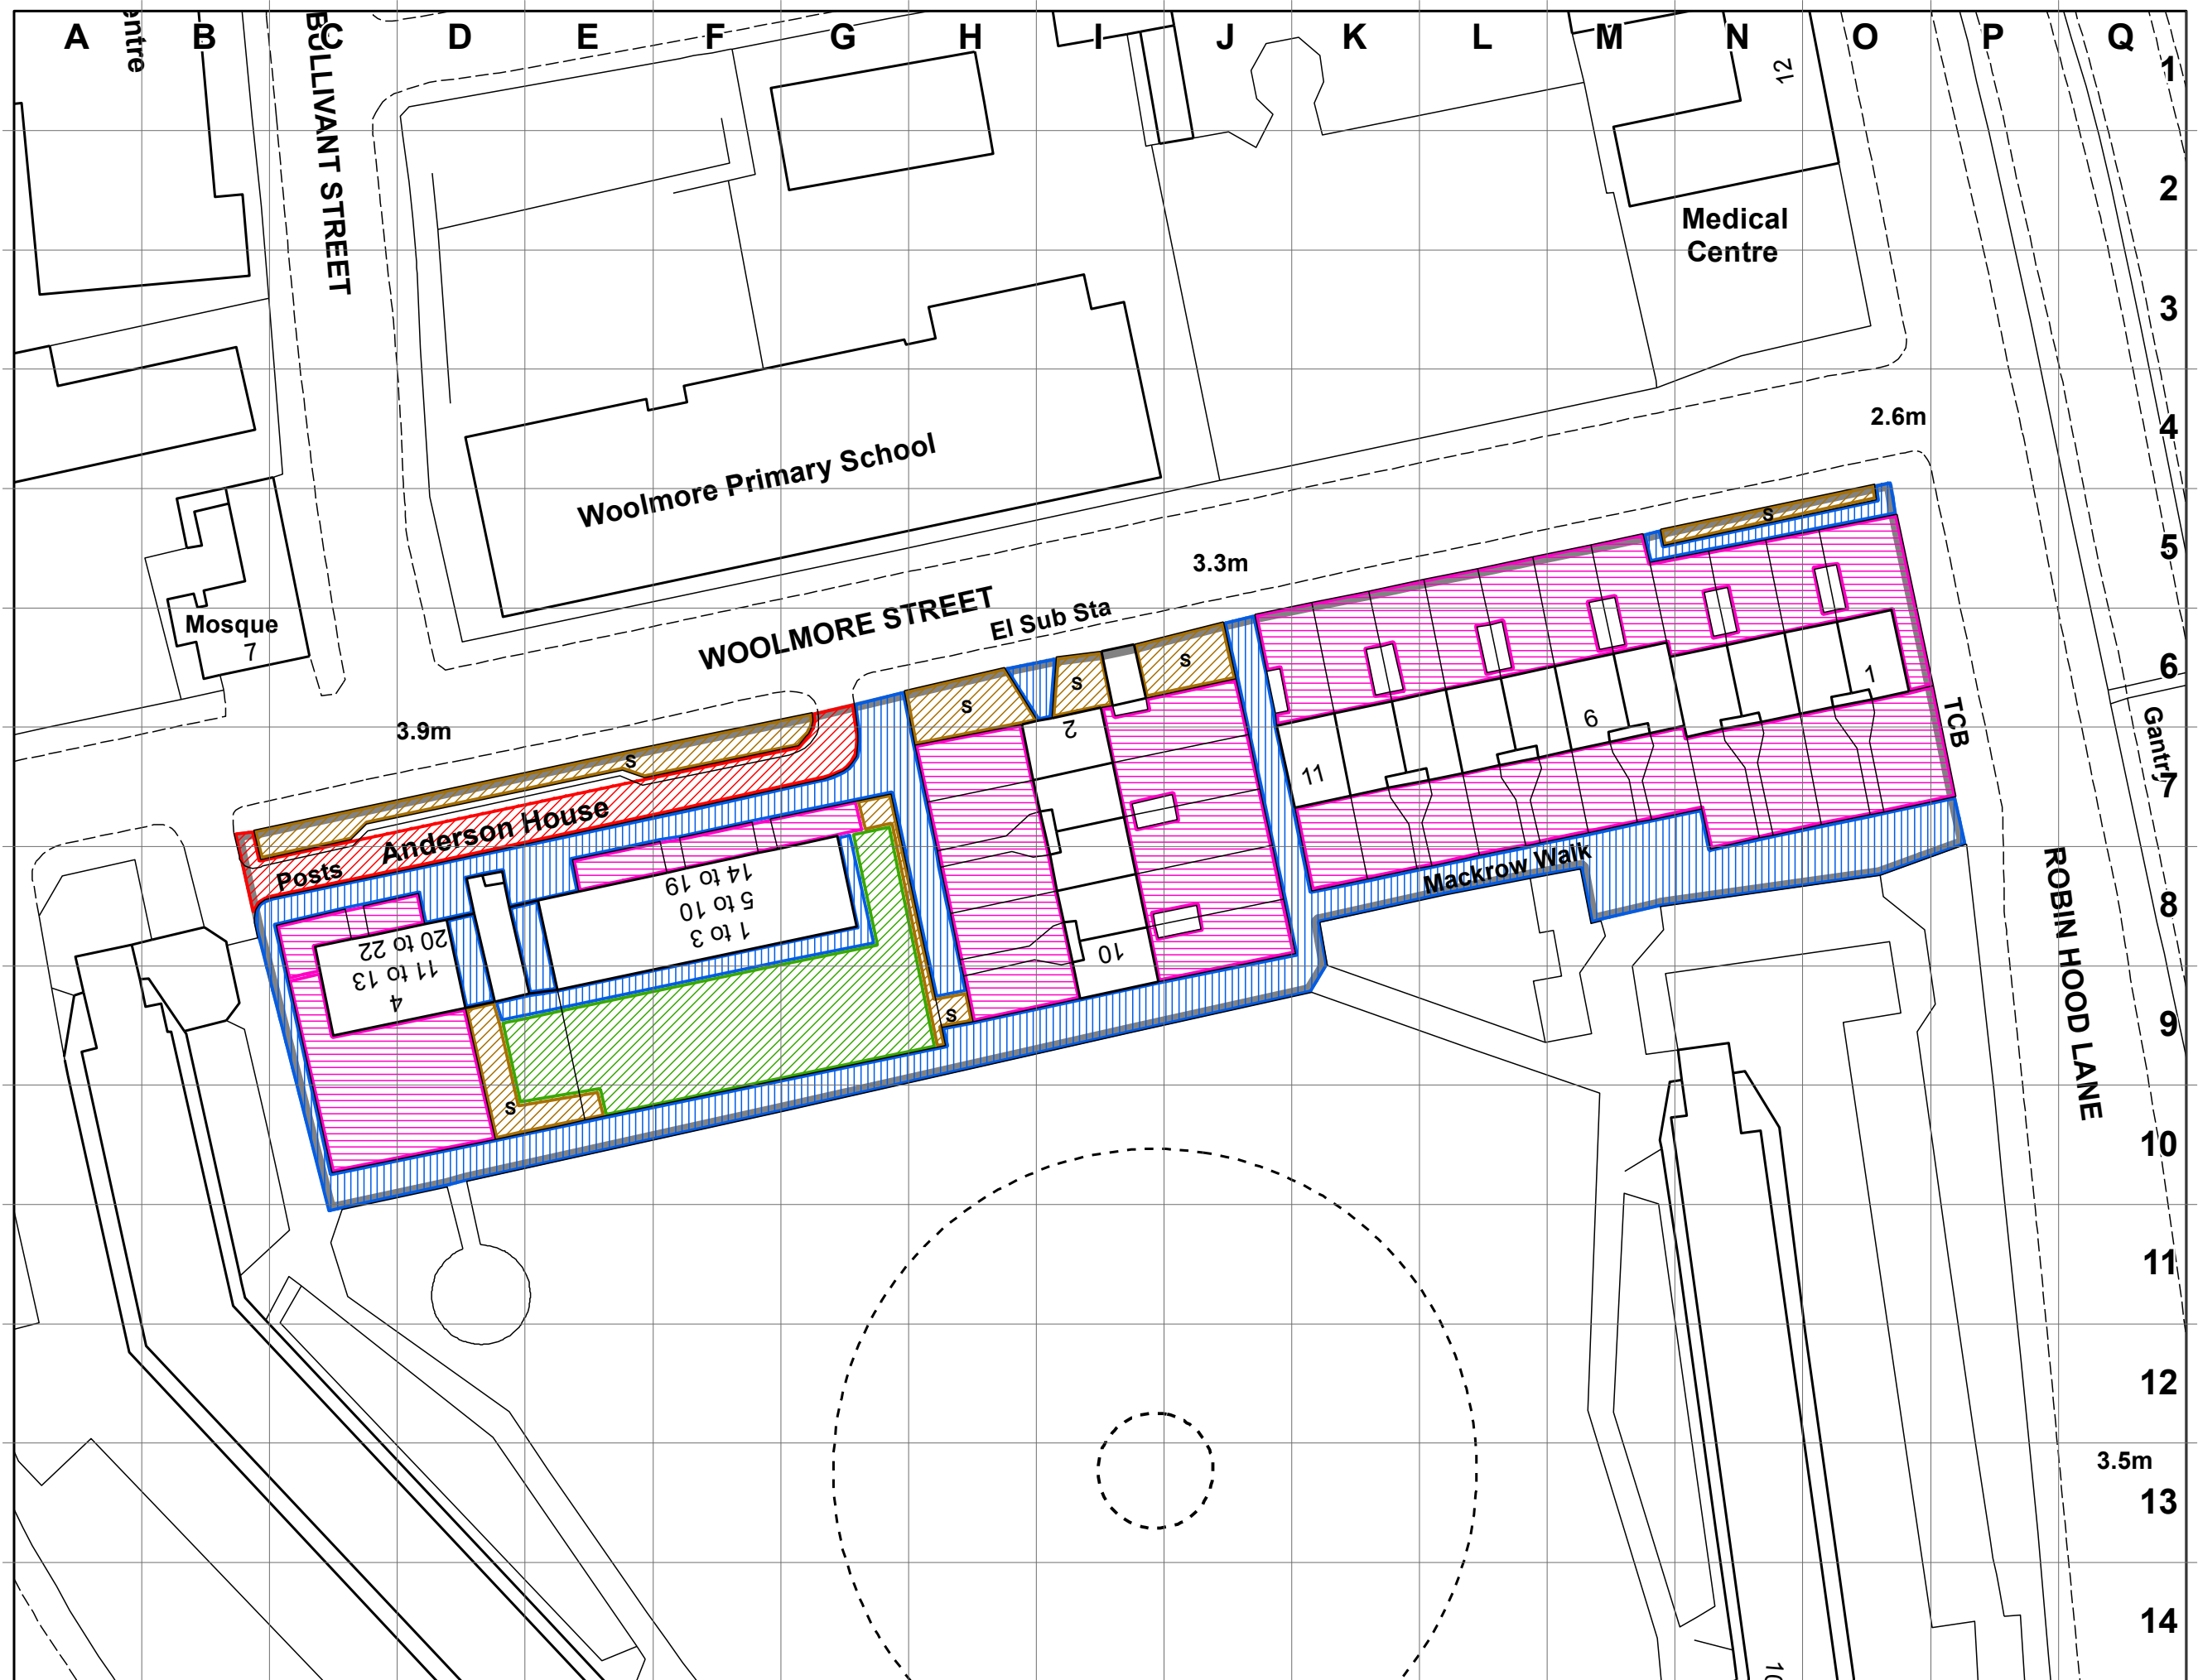 A B C D E F G H I J K L M N O P Q
entre
BULLIVANT STREET
12
1
2
Medical
Centre
3
2.6m
4
Woolmore Primary School
s
5
3.3m
WOOLMORE STREET
El Sub Sta
Mosque
7
6
s
s
s
2
1
9
11
TCB
Gantry
3.9m
s
7
Anderson House
Posts
Mackrow Walk
14 to 19
5 to 10
1 to 3
20 to 22
11 to 13
4
10
8
ROBIN HOOD LANE
s
9
s
10
11
12
3.5m
13
14